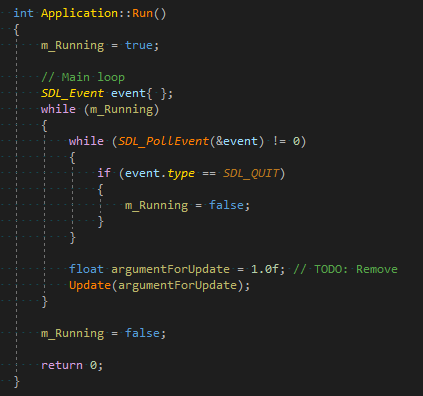 int Application::Run()
{
m_Running = true;
// Main loop
SDL_Event event{ };
while (m_Running)
{
while (SDL_PollEvent(&event) != 0)
{
if (event.type == SDL_QUIT)
{
m_Running = false;
}
}
float argumentForUpdate = 1.0f; // TODO: Remove
Update(argumentForUpdate);
}
m_Running = false;
return 0;
}